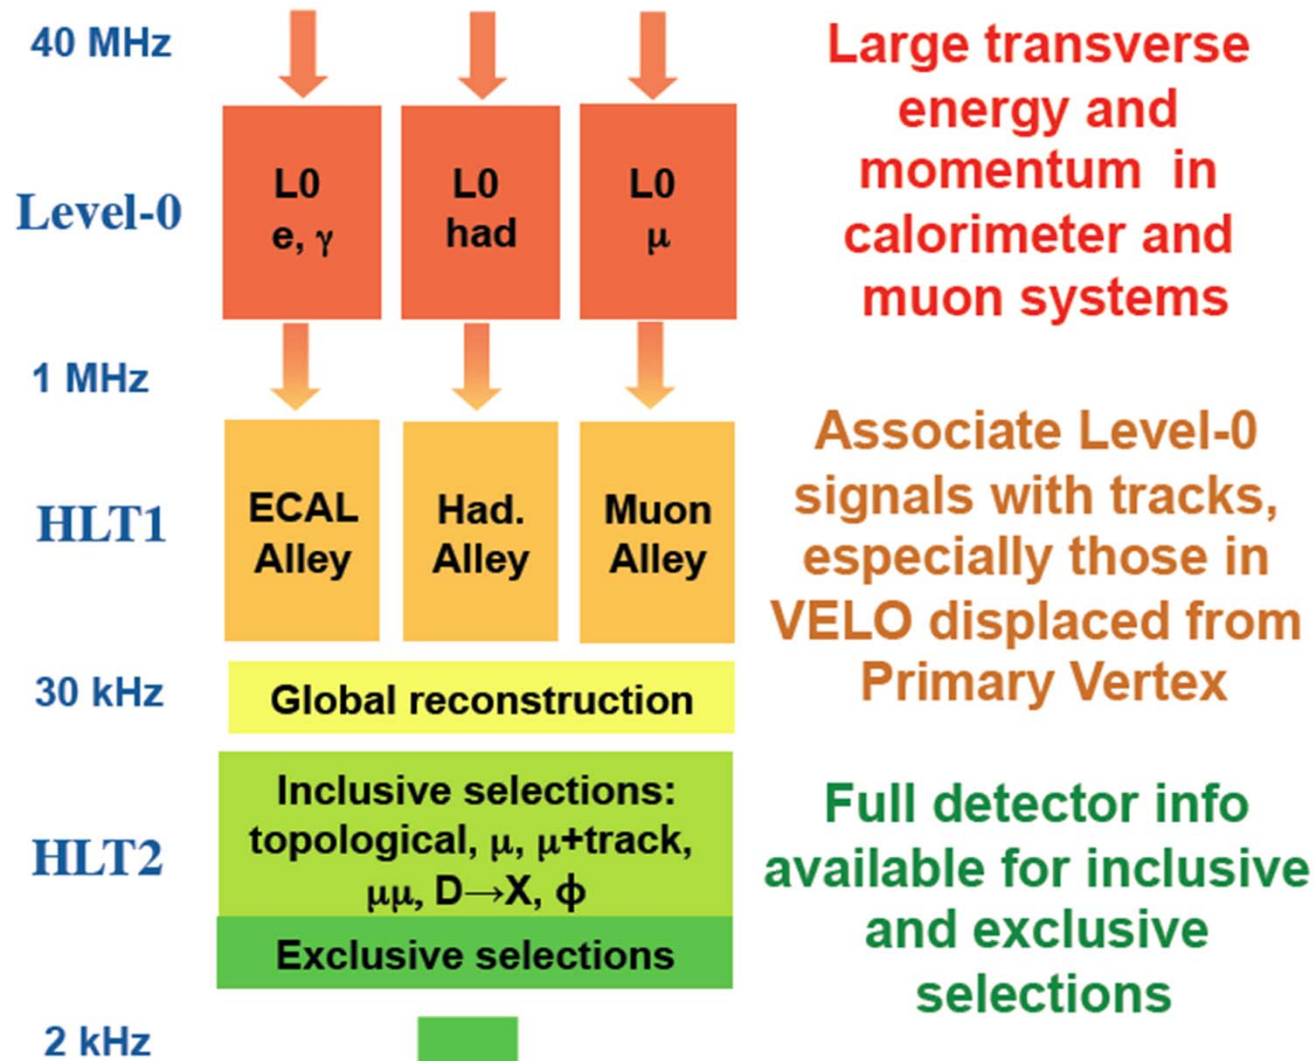 40 MHz
Large transverse
energy and
momentum in
calorimeter and
muon systems
Level-0
L0
e, γ
L0
had
L0
μ
1 MHz
HLT1
ECAL
Alley
Had.
Alley
Muon
Alley
Associate Level-0
signals with tracks,
especially those in
VELO displaced from
Primary Vertex
30 kHz
Global reconstruction
HLT2
Inclusive selections:
topological, μ, μ+track,
μμ, D→X, ϕ
Exclusive selections
Full detector info
available for inclusive
and exclusive
selections
2 kHz